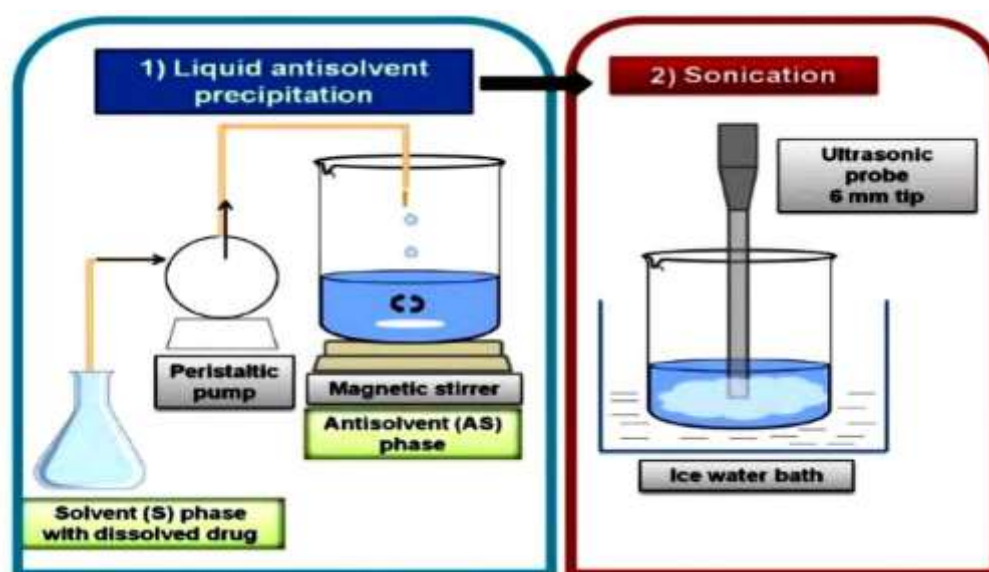 1) Liquid antisolvent
precipitation
2) Sonication
Ultrasonic
probe
6 mm tip
Peristaltic
pump
Magnetic stirrer
Antisolvent (AS)
phase
Solvent (S) phase
with dissolved drug
Ice water bath